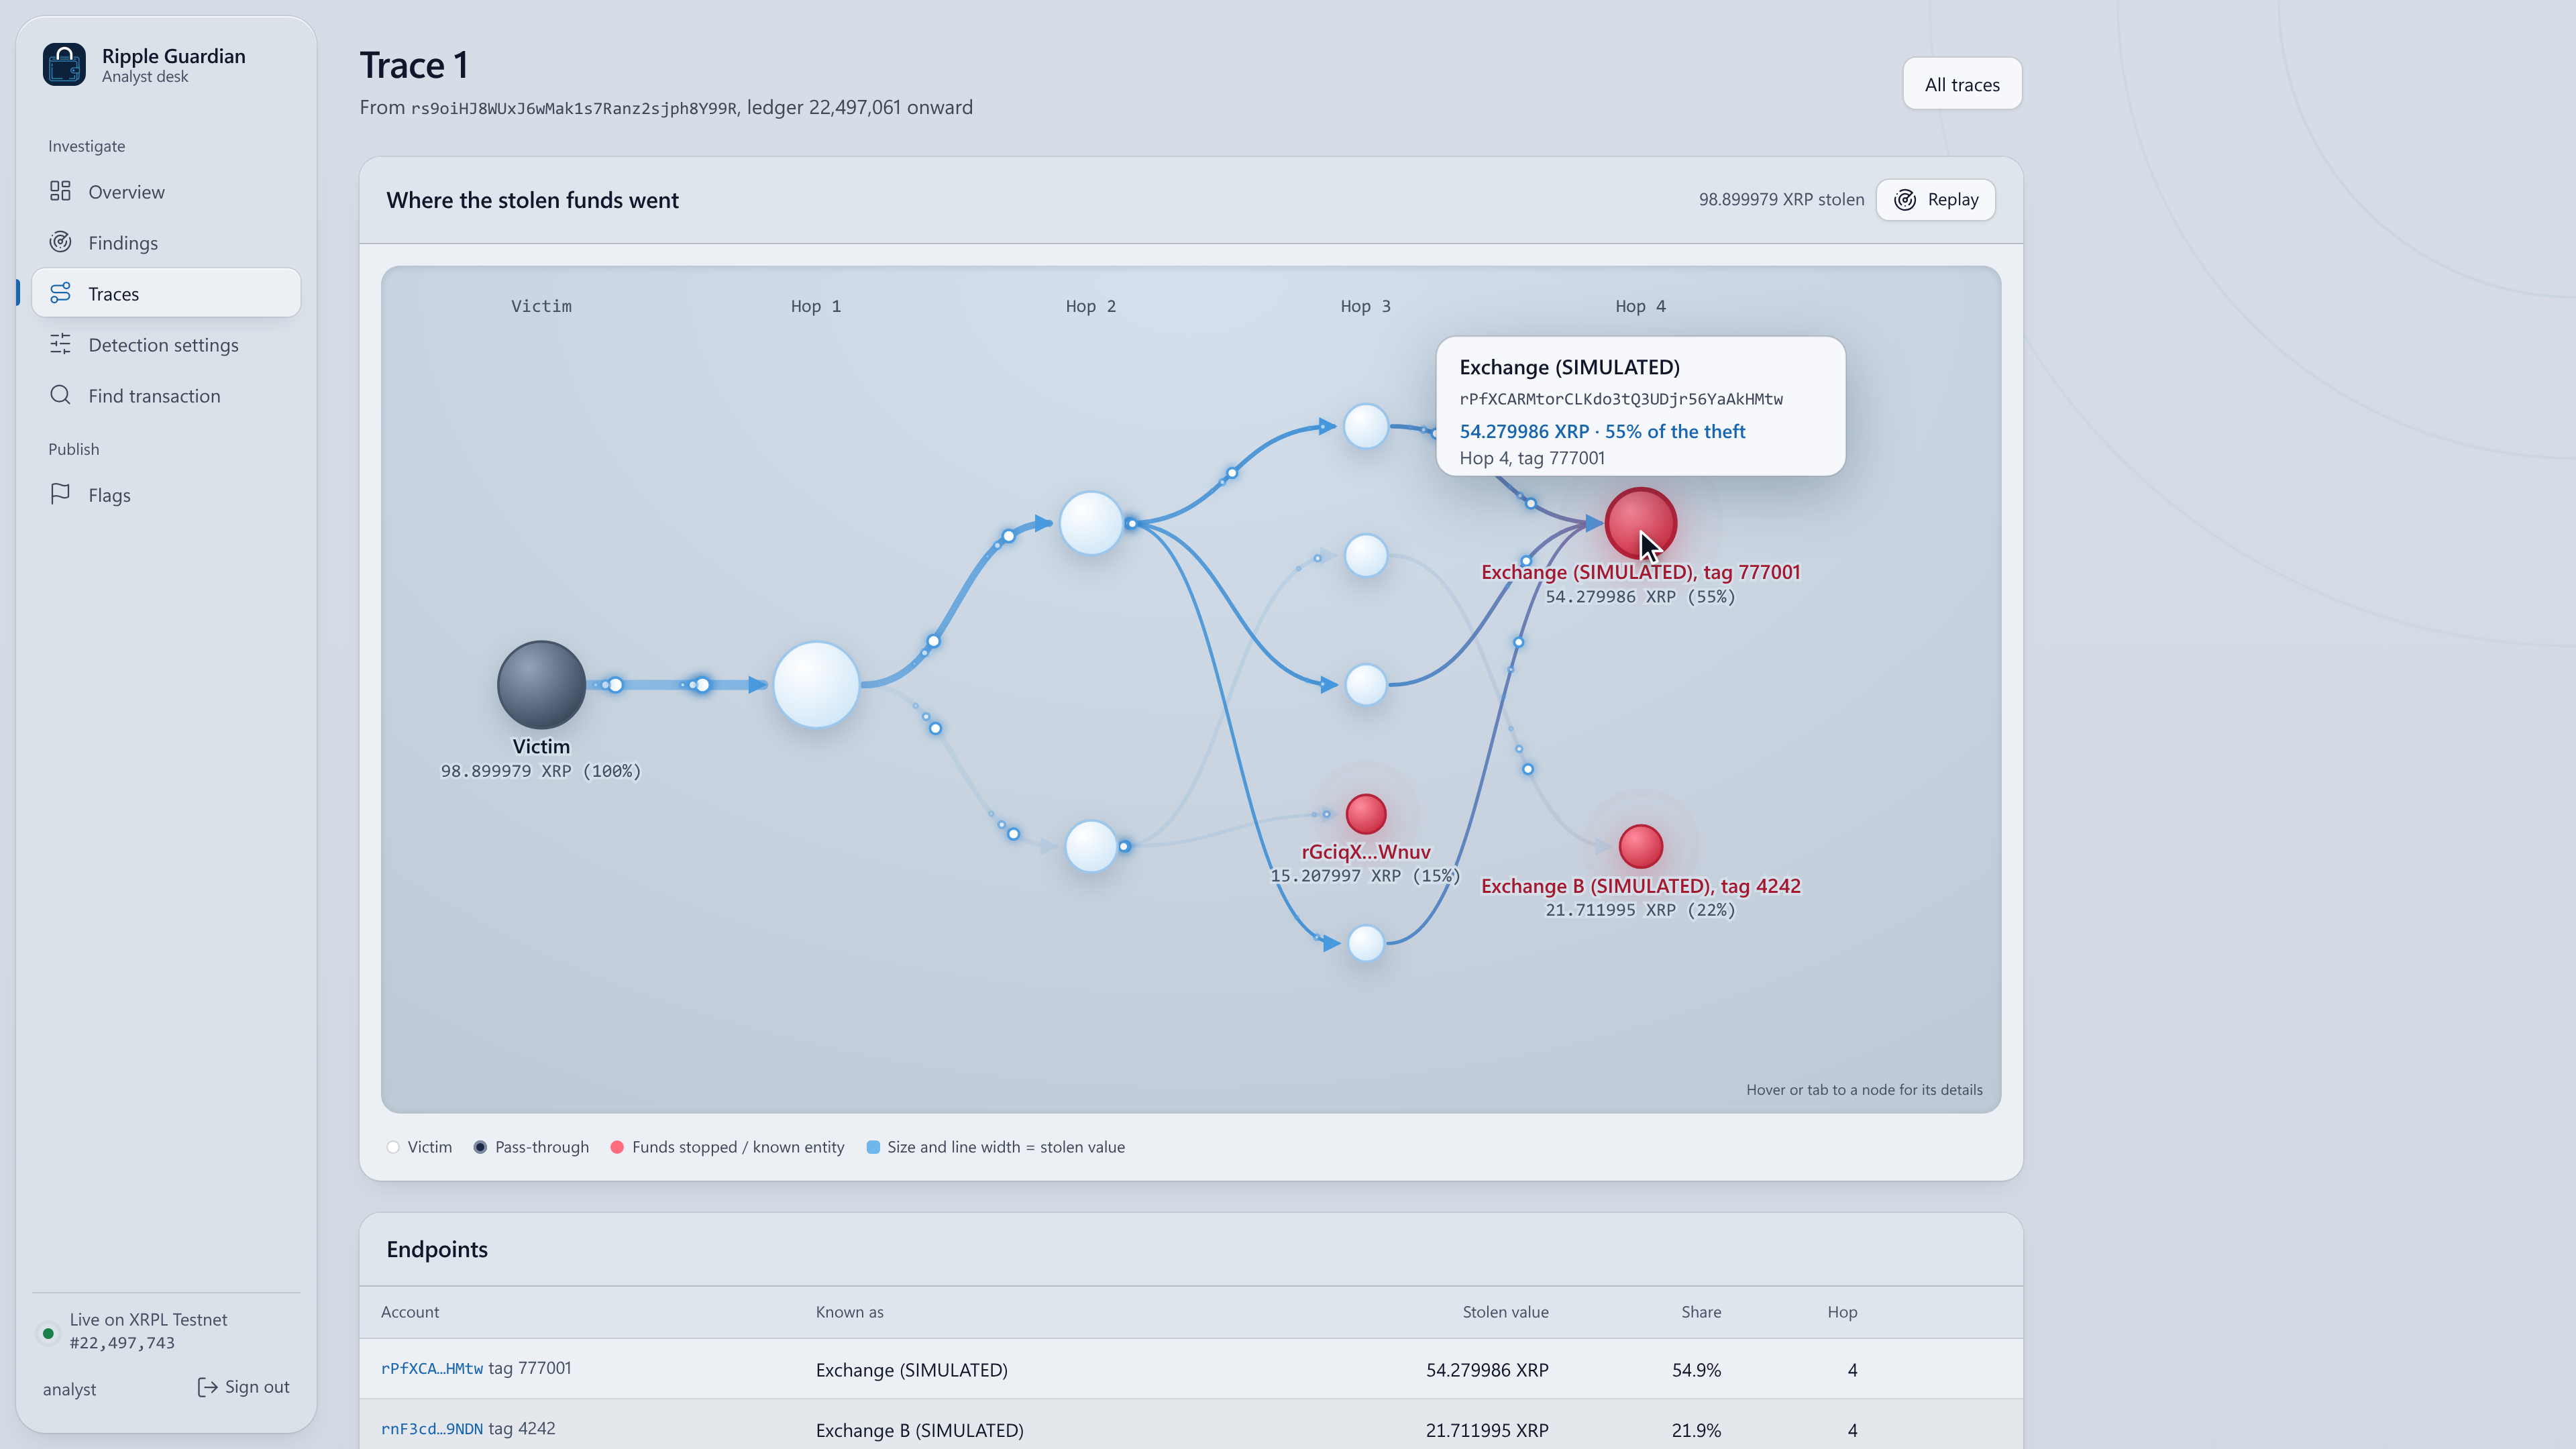 Ripple Guardian
Analyst desk
Investigate
Overview
Findings
Traces
Detection settings
Find transaction
Publish
Flags
Live on XRPL Testnet
#22,497,743
analyst
Sign out
Trace 1
From rs9oiHJ8WUxJ6wMak1s7Ranz2sjph8Y99R, ledger 22,497,061 onward
All traces
Where the stolen funds went
98.899979 XRP stolen
Replay
Victim
Hop 1
Hop 2
Hop 3
Hop 4
Exchange (SIMULATED)
rPfXCARMtorCLKdo3tQ3UDjr56YaAkHMtw
54.279986 XRP · 55% of the theft
Hop 4, tag 777001
Exchange (SIMULATED), tag 777001
54.279986 XRP (55%)
Victim
98.899979 XRP (100%)
rGciqX…Wnuv
15.207997 XRP (15%)
Exchange B (SIMULATED), tag 4242
21.711995 XRP (22%)
Hover or tab to a node for its details
Victim
Pass-through
Funds stopped / known entity
Size and line width = stolen value
Endpoints
Account
Known as
Stolen value
Share
Hop
rPfXCA…HMtw tag 777001
Exchange (SIMULATED)
54.279986 XRP
54.9%
4
rnF3cd…9NDN tag 4242
Exchange B (SIMULATED)
21.711995 XRP
21.9%
4